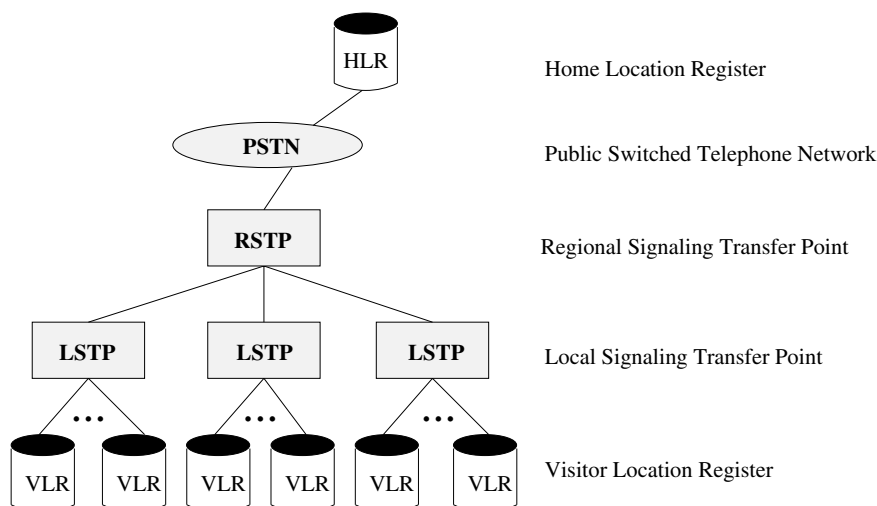 HLR
Home Location Register
PSTN
Public Switched Telephone Network
RSTP
Regional Signaling Transfer Point
LSTP LSTP LSTP
Local Signaling Transfer Point
... ... ...
VLR VLR VLR VLR VLR VLR
Visitor Location Register